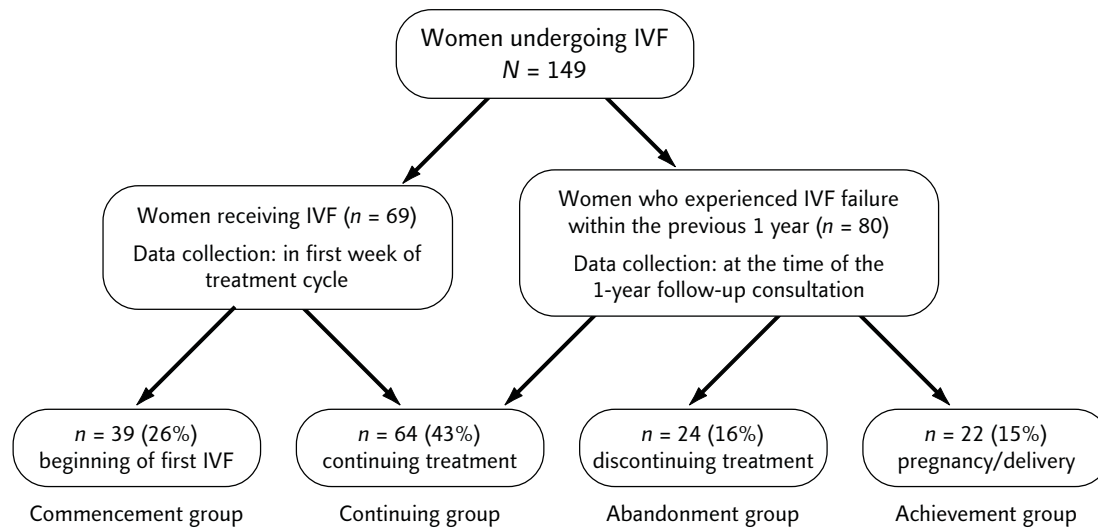 Women undergoing IVF
N = 149
Women receiving IVF (n = 69)
Data collection: in first week of
treatment cycle
Women who experienced IVF failure
within the previous 1 year (n = 80)
Data collection: at the time of the
1-year follow-up consultation
n = 39 (26%)
beginning of first IVF
n = 64 (43%)
continuing treatment
n = 24 (16%)
discontinuing treatment
n = 22 (15%)
pregnancy/delivery
Commencement group
Continuing group
Abandonment group
Achievement group